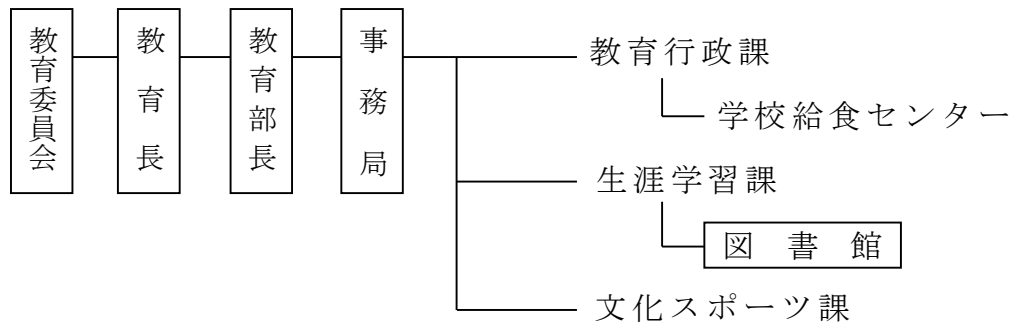 教育委員会
教育長
教育部長
事務局
教育行政課
学校給食センター
生涯学習課
図書館
文化スポーツ課